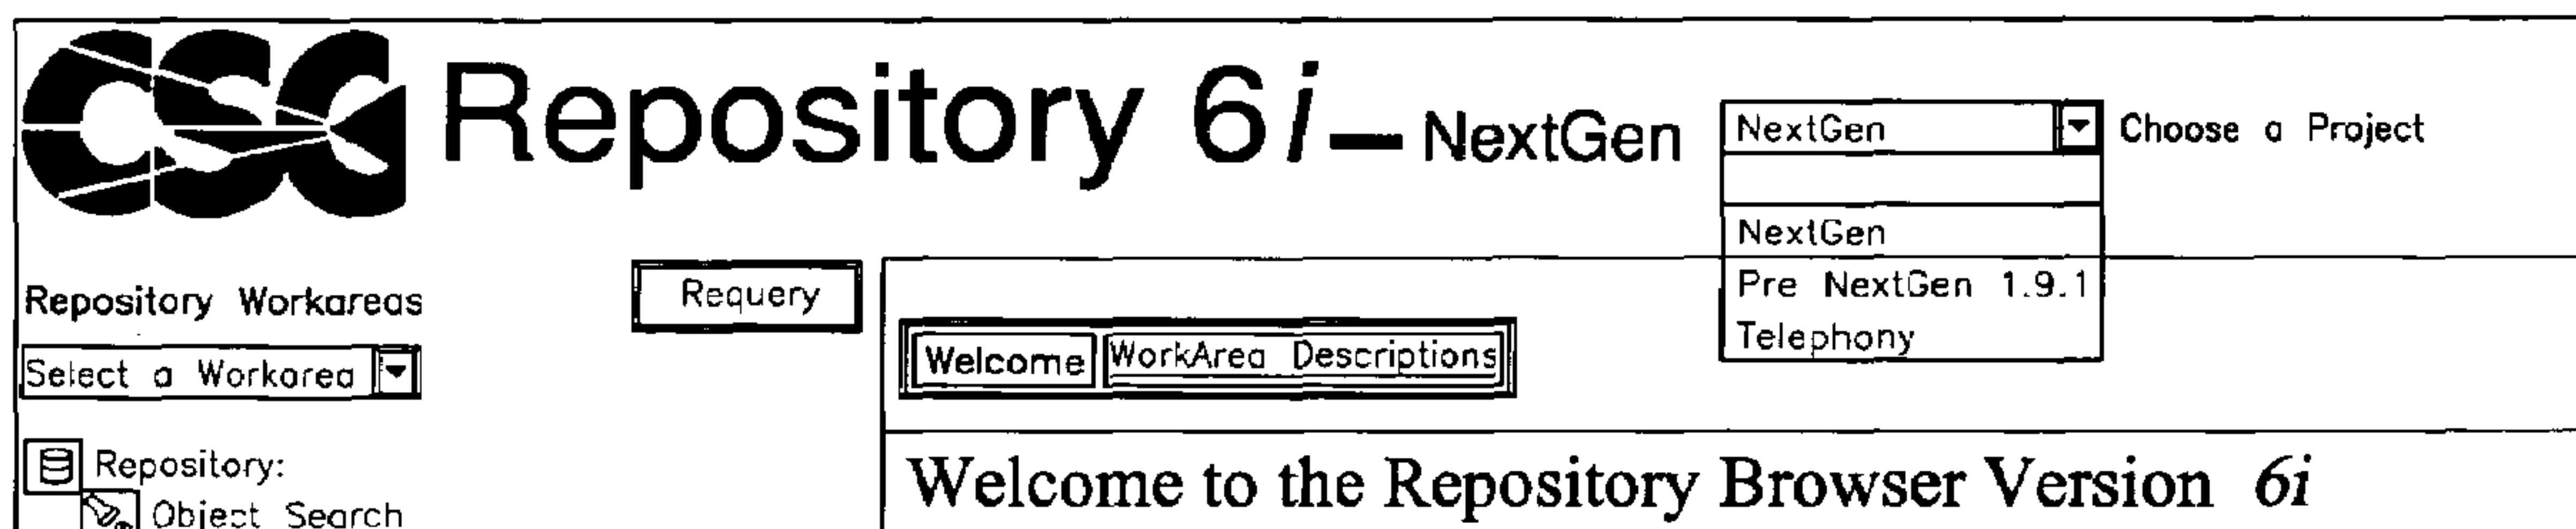 CSC Repository 6i – NextGen
NextGen
Choose a Project
NextGen
Pre NextGen 1.9.1
Telephony
Repository Workareas
Requery
Select a Workarea
Welcome
WorkArea Descriptions
Repository:
Object Search
Welcome to the Repository Browser Version 6i